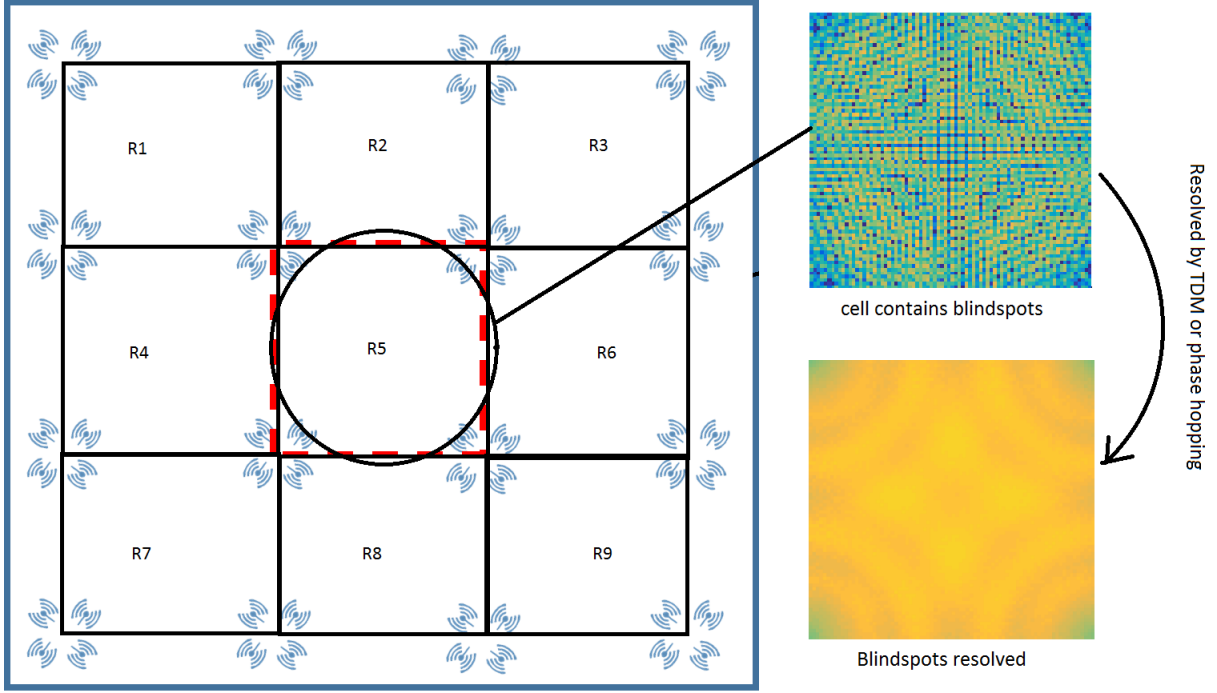 R1
R2
R3
R4
R5
R6
R7
R8
R9
cell contains blindspots
Resolved by TDM or phase hopping
Blindspots resolved